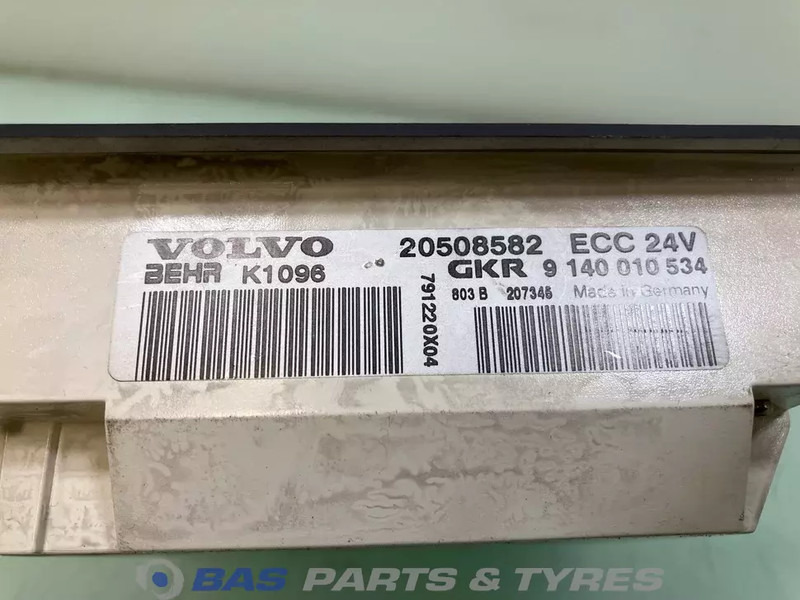 VOLVO 20508582 ECC 24V
BEHR K1096 GKR 9 140 010 534
803 B 207345 Made in Germany
791220X04
BAS PARTS & TYRES